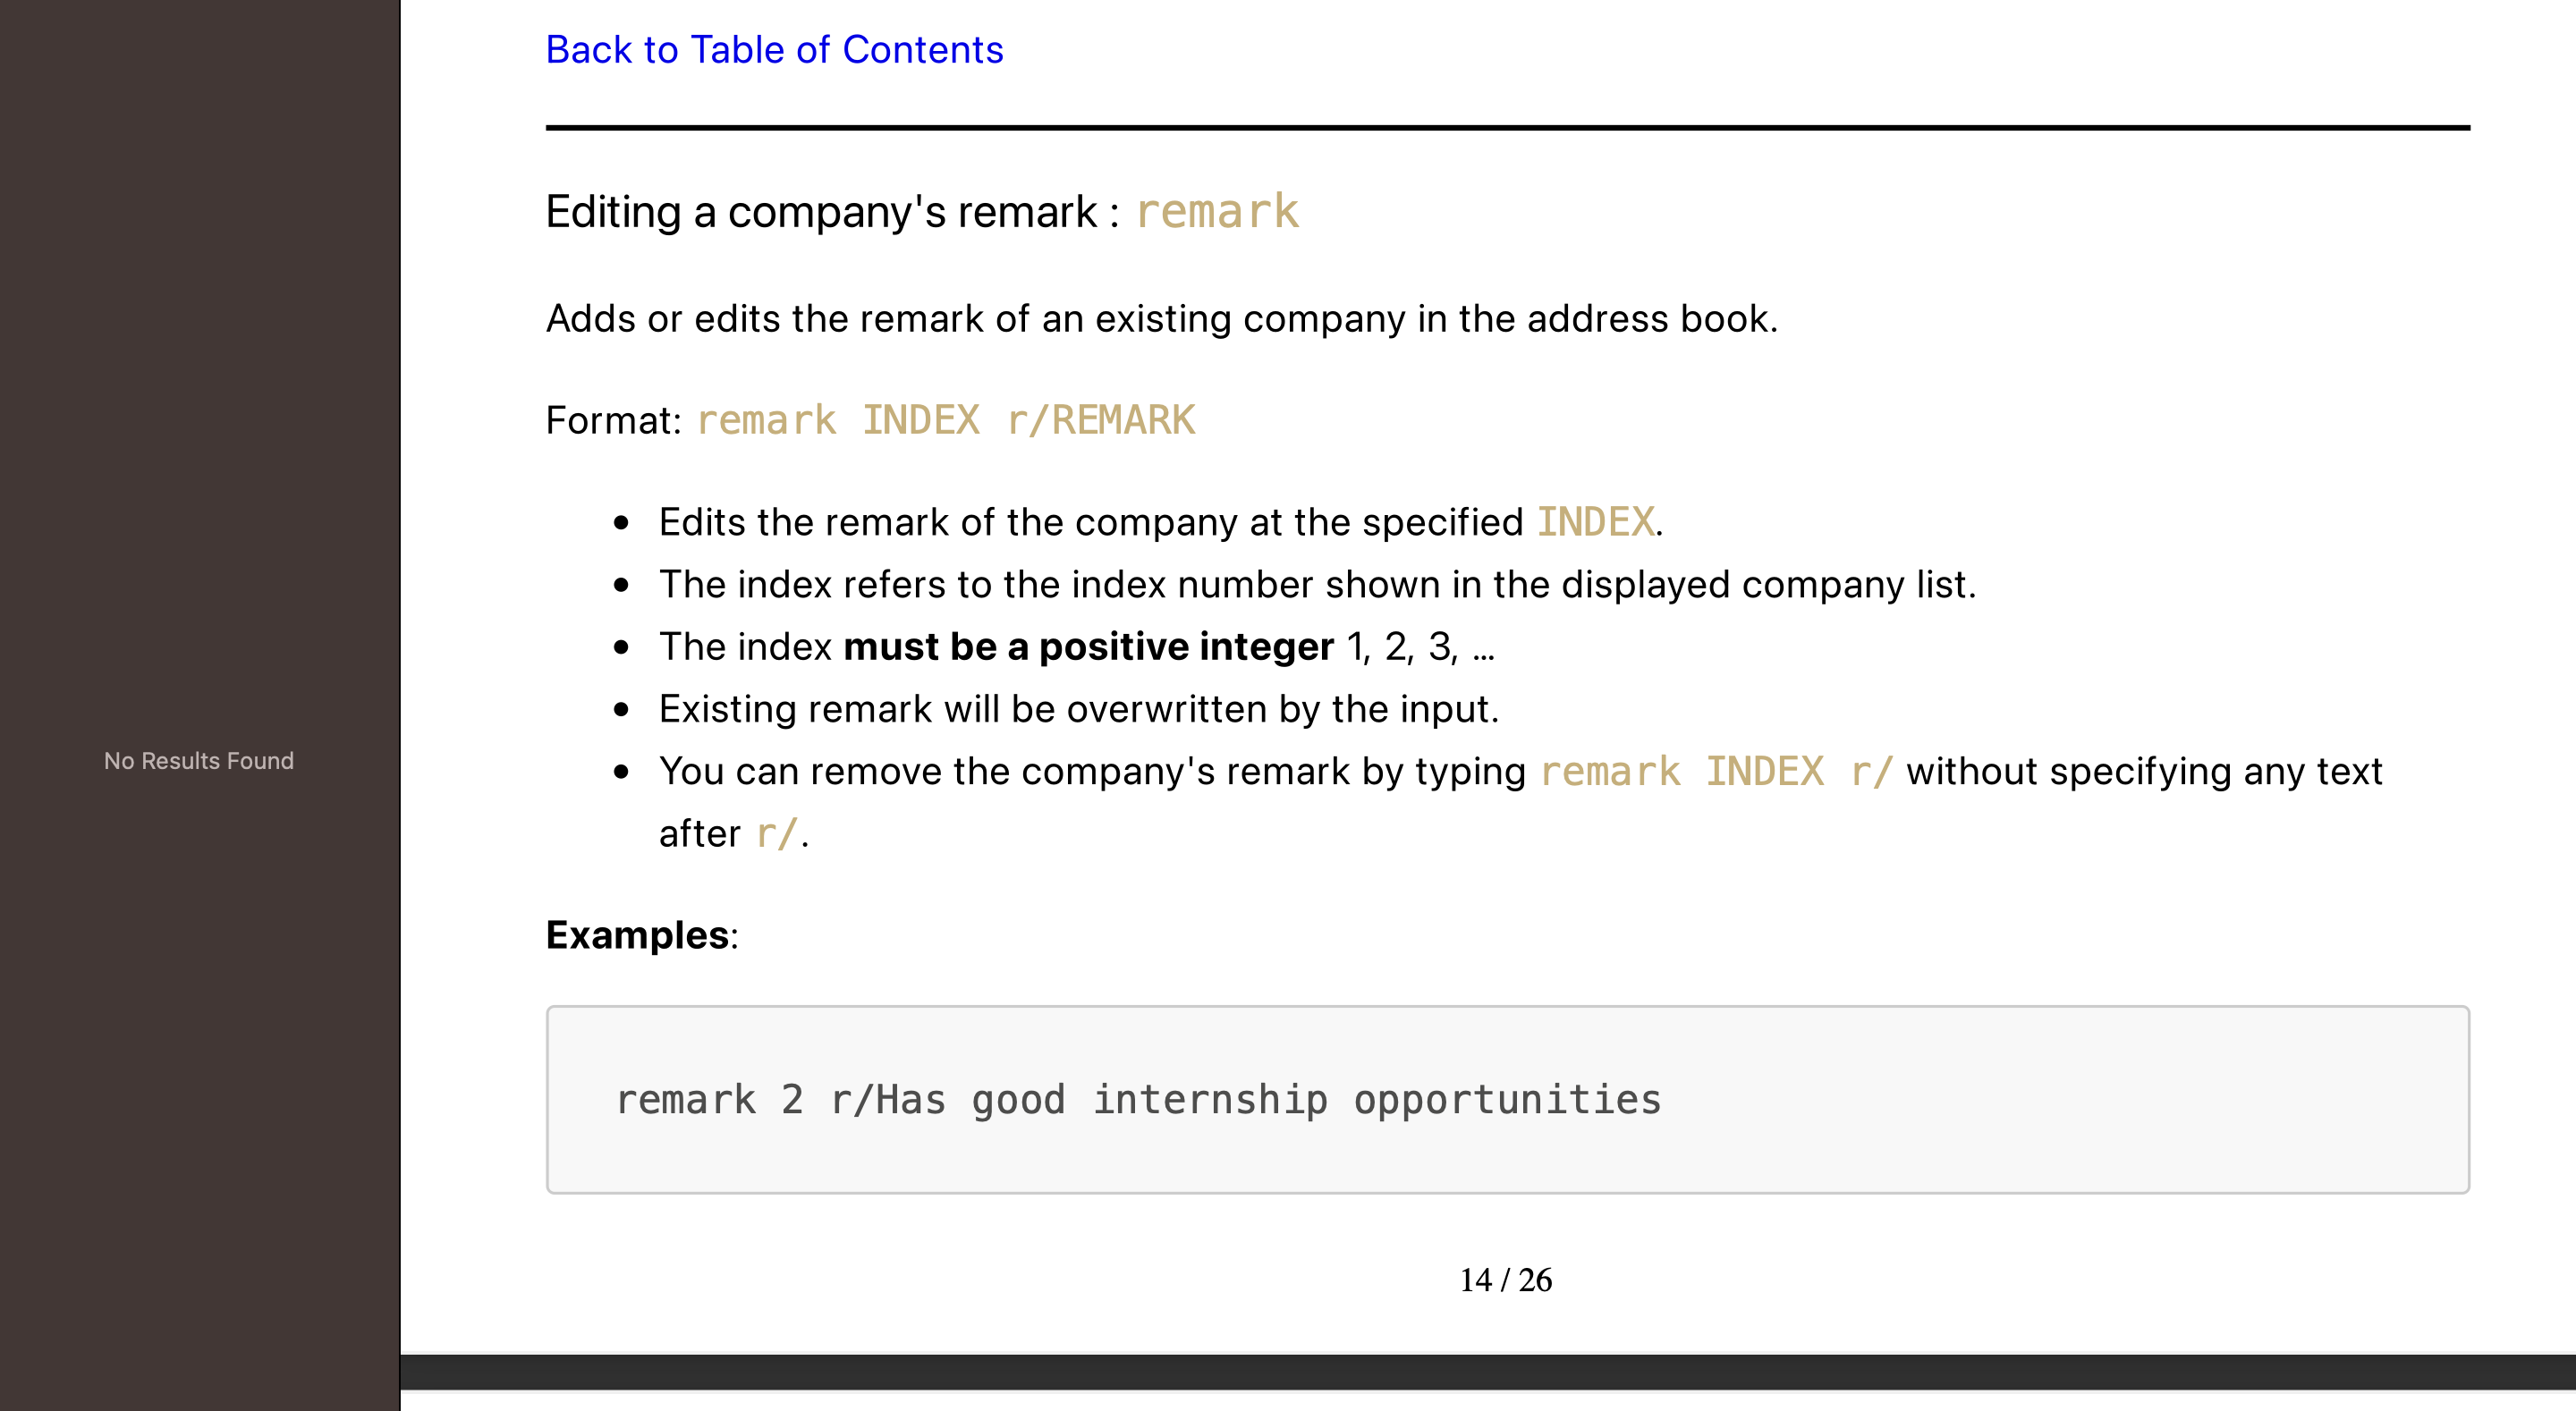 Back to Table of Contents
Editing a company's remark : remark
Adds or edits the remark of an existing company in the address book.
Format: remark INDEX r/REMARK
• Edits the remark of the company at the specified INDEX.
• The index refers to the index number shown in the displayed company list.
• The index must be a positive integer 1, 2, 3, …
• Existing remark will be overwritten by the input.
No Results Found
• You can remove the company's remark by typing remark INDEX r/ without specifying any text
after r/.
Examples:
remark 2 r/Has good internship opportunities
14 / 26